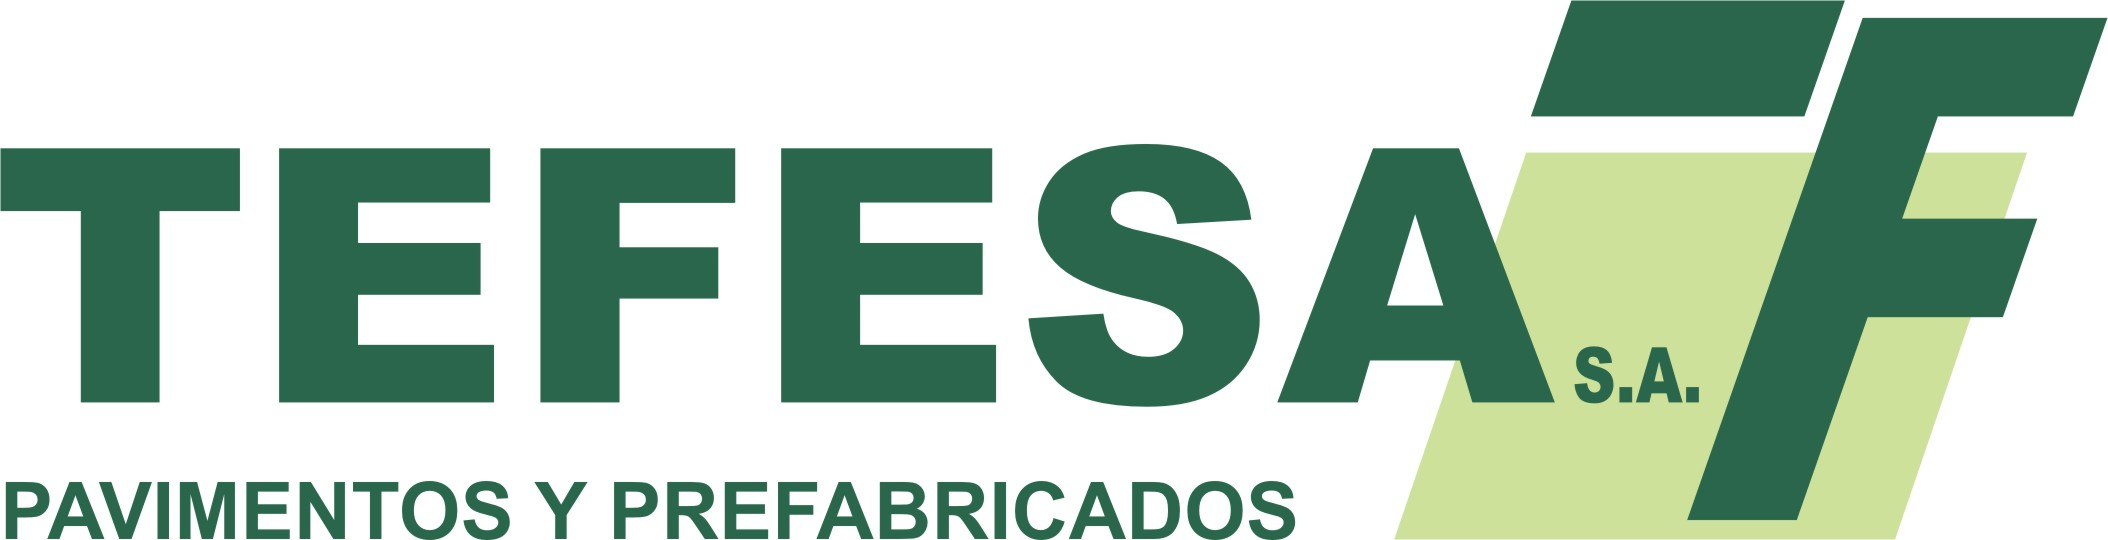 TEFESA S.A.
PAVIMENTOS Y PREFABRICADOS